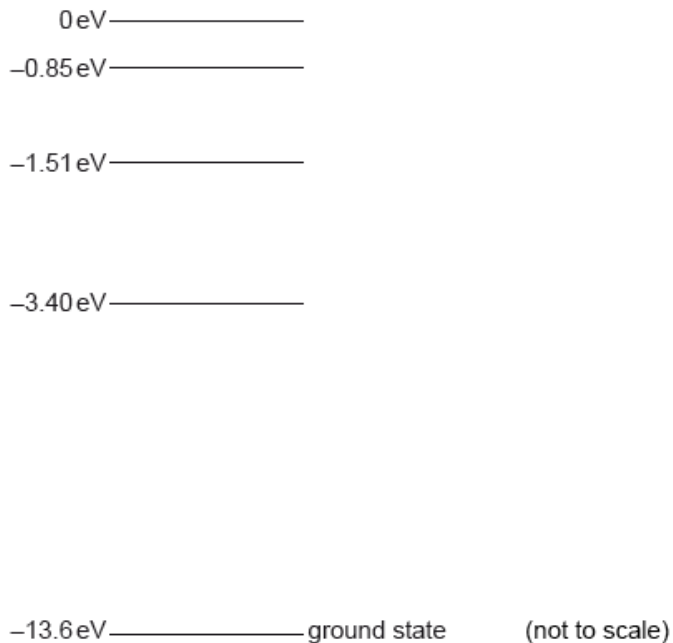 0 eV
–0.85 eV
–1.51 eV
–3.40 eV
–13.6 eV ground state (not to scale)